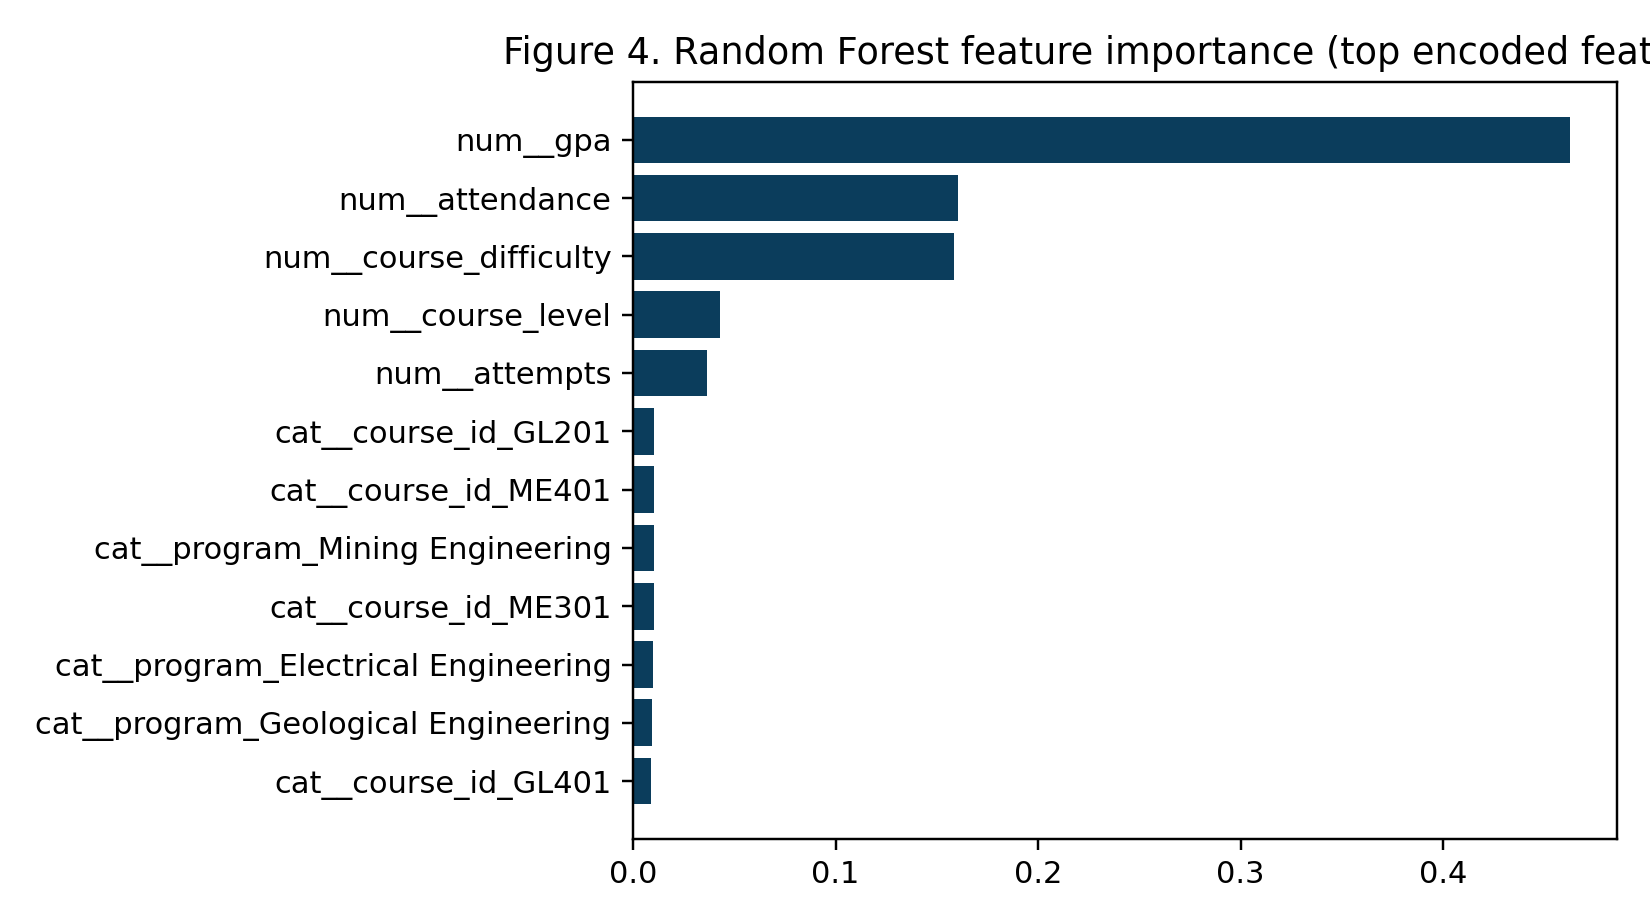 Figure 4. Random Forest feature importance (top encoded feat
num__gpa
num__attendance
num__course_difficulty
num__course_level
num__attempts
cat__course_id_GL201
cat__course_id_ME401
cat__program_Mining Engineering
cat__course_id_ME301
cat__program_Electrical Engineering
cat__program_Geological Engineering
cat__course_id_GL401
0.0 0.1 0.2 0.3 0.4